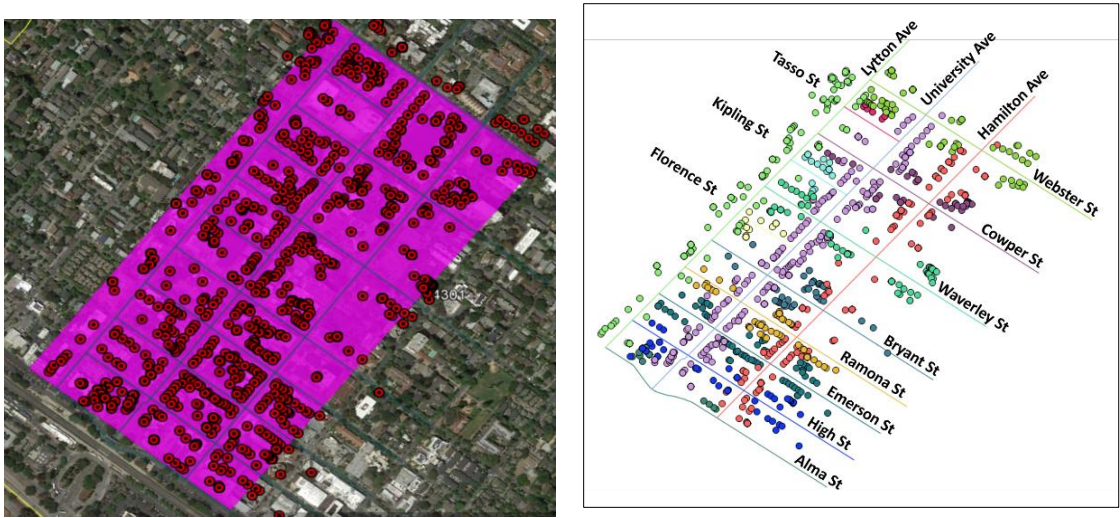 4301
Tasso St
Lytton Ave
University Ave
Hamilton Ave
Kipling St
Florence St
Webster St
Cowper St
Waverley St
Bryant St
Ramona St
Emerson St
High St
Alma St